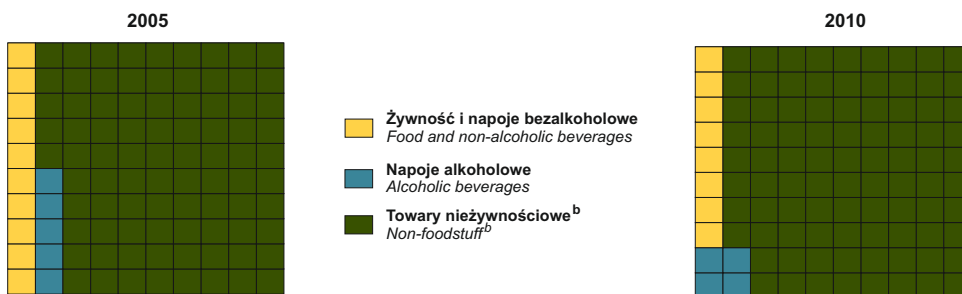 2005
2010
Żywność i napoje bezalkoholowe
Food and non-alcoholic beverages
Napoje alkoholowe
Alcoholic beverages
Towary nieżywnościowe b
Non-foodstuff b